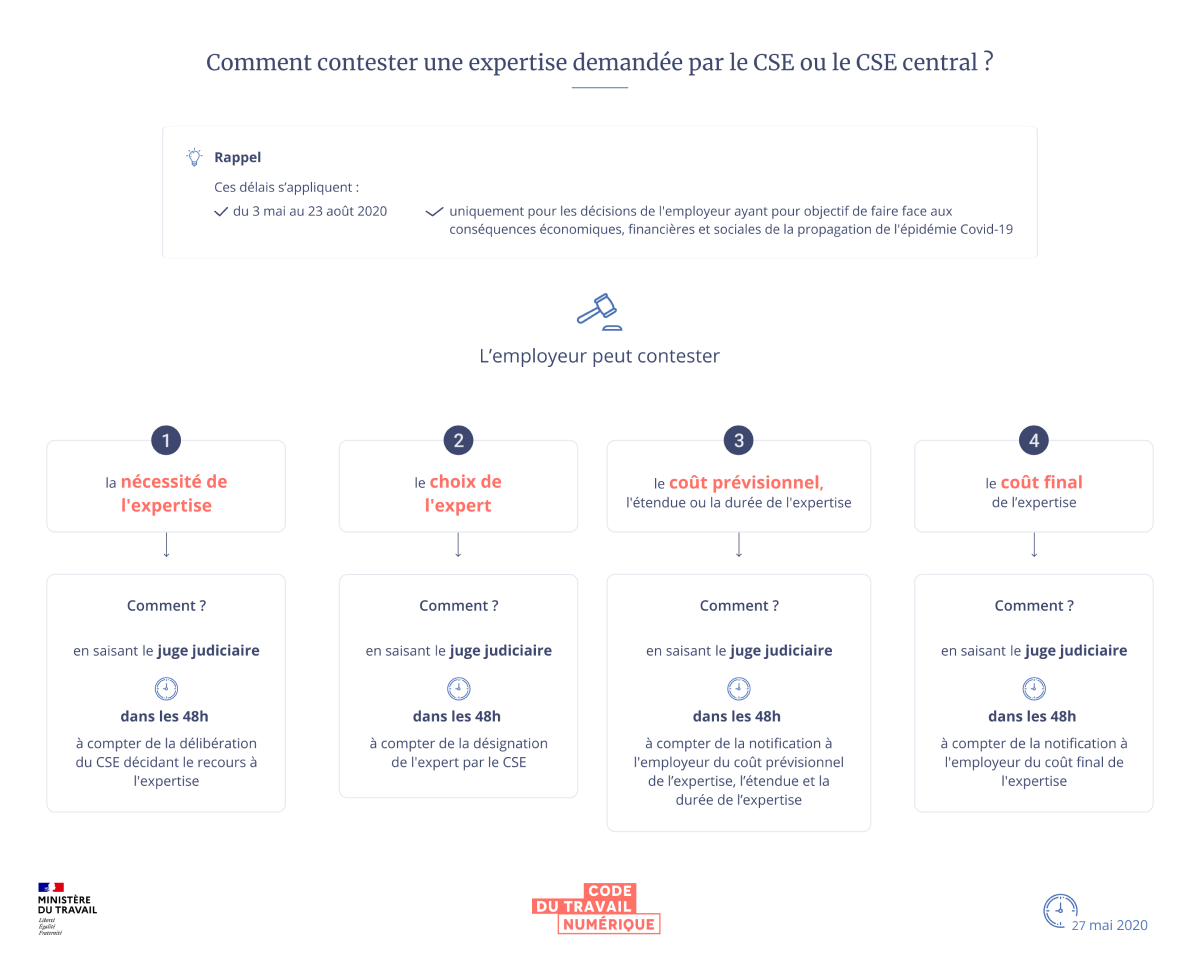 Comment contester une expertise demandée par le CSE ou le CSE central ?
Rappel
Ces délais s’appliquent :
du 3 mai au 23 août 2020
uniquement pour les décisions de l'employeur ayant pour objectif de faire face aux
conséquences économiques, financières et sociales de la propagation de l'épidémie Covid-19
L’employeur peut contester
1
la nécessité de
l'expertise
Comment ?
en saisant le juge judiciaire
dans les 48h
à compter de la délibération
du CSE décidant le recours à
l'expertise
2
le choix de
l'expert
Comment ?
en saisant le juge judiciaire
dans les 48h
à compter de la désignation
de l'expert par le CSE
3
le coût prévisionnel,
l'étendue ou la durée de l'expertise
Comment ?
en saisant le juge judiciaire
dans les 48h
à compter de la notification à
l'employeur du coût prévisionnel
de l’expertise, l’étendue et la
durée de l’expertise
4
le coût final
de l’expertise
Comment ?
en saisant le juge judiciaire
dans les 48h
à compter de la notification à
l'employeur du coût final de
l'expertise
MINISTÈRE
DU TRAVAIL
Liberté
Égalité
Fraternité
CODE
DU TRAVAIL
NUMÉRIQUE
27 mai 2020